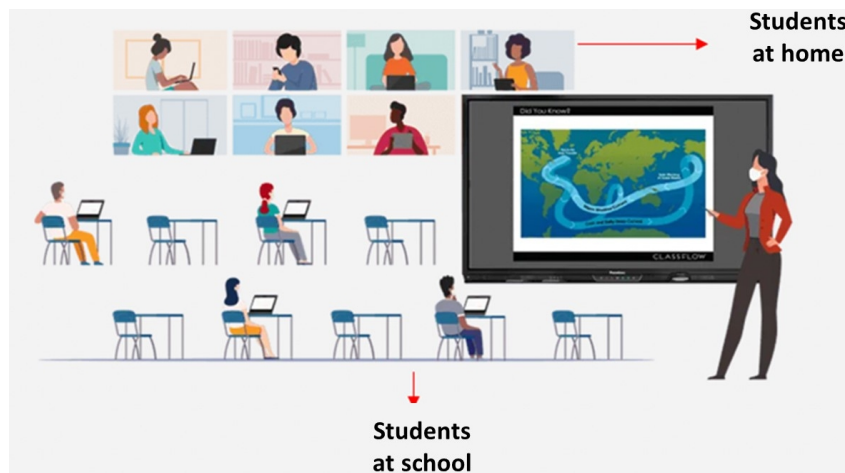 Students
at home
Did You Know?
CLASSFLOW
Students
at school